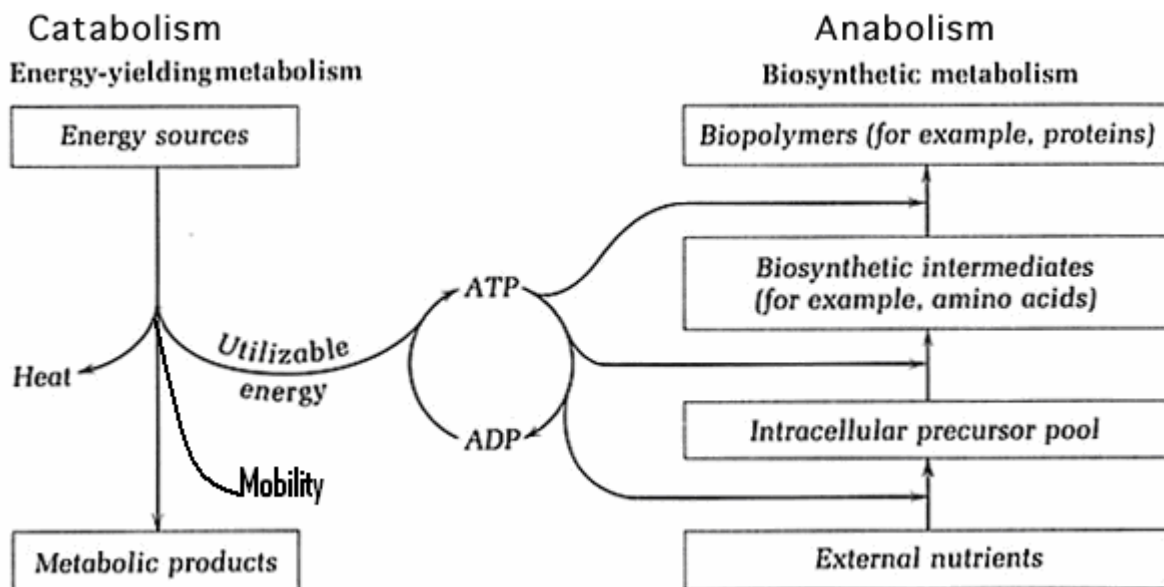 Catabolism
Energy-yielding metabolism
Energy sources
Heat
Utilizable
energy
Mobility
Metabolic products
ATP
ADP
Anabolism
Biosynthetic metabolism
Biopolymers (for example, proteins)
Biosynthetic intermediates
(for example, amino acids)
Intracellular precursor pool
External nutrients